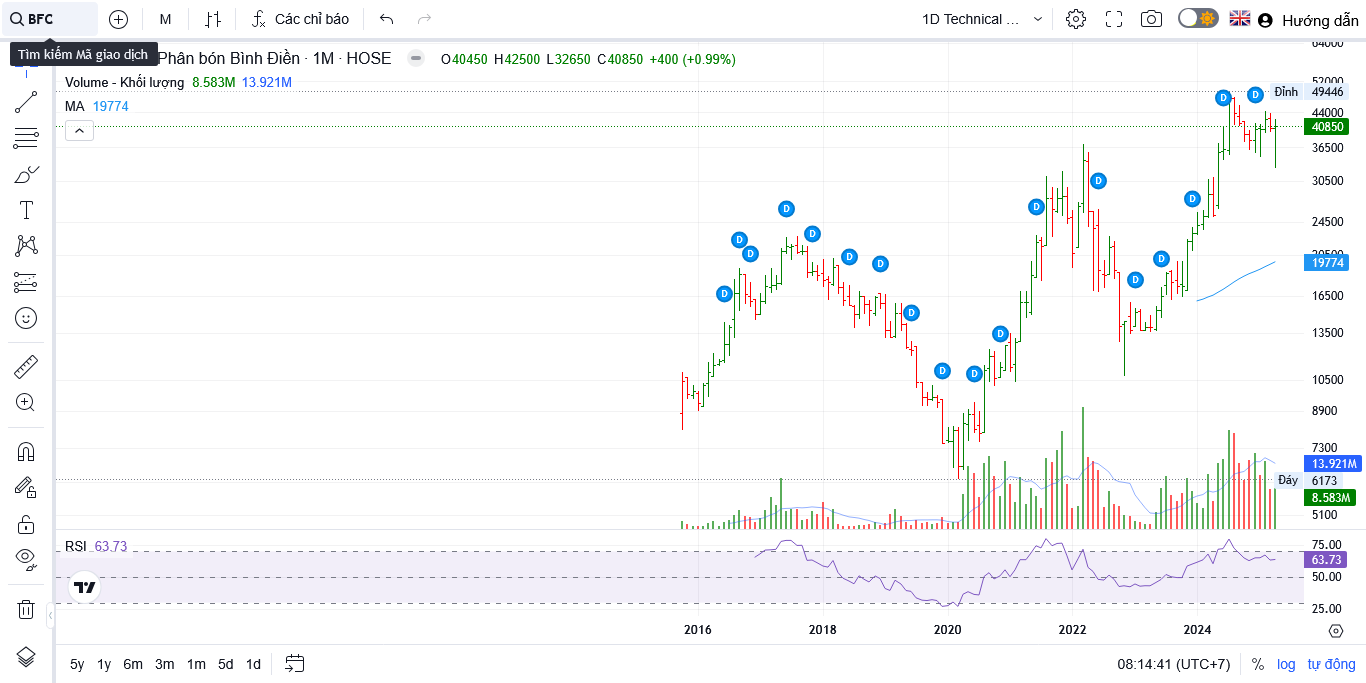 BFC
M
Các chỉ báo
1D Technical ...
Hướng dẫn
Tìm kiếm Mã giao dịch
Phân bón Bình Điền · 1M · HOSE
O40450 H42500 L32650 C40850 +400 (+0.99%)
Volume - Khối lượng 8.583M 13.921M
MA 19774
64000
52000
Đỉnh 49446
44000
40850
36500
30500
24500
20500
19774
16500
13500
10500
8900
7300
13.921M
Đáy 6173
8.583M
5100
RSI 63.73
75.00
63.73
50.00
25.00
D D D D D D D D D D D D D D D D D D D
2016 2018 2020 2022 2024
5y 1y 6m 3m 1m 5d 1d
08:14:41 (UTC+7) % log tự động